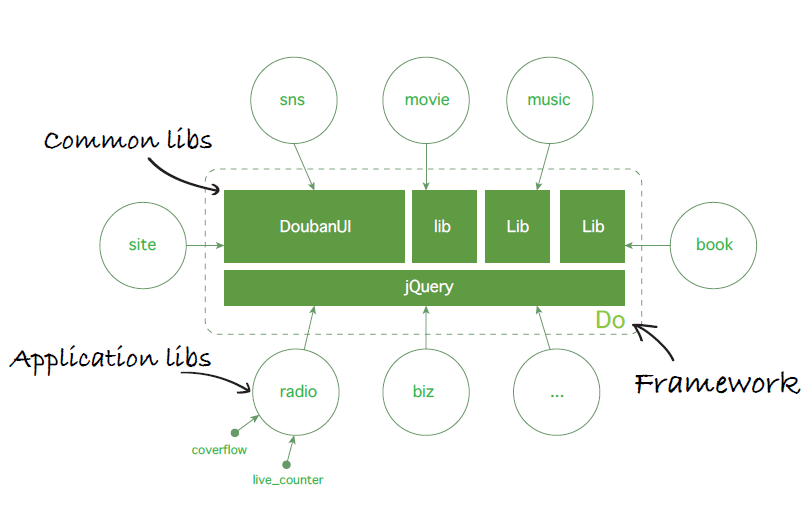 sns
movie
music
Common libs
site
DoubanUI
lib
Lib
Lib
book
jQuery
Do
Application libs
Framework
radio
biz
...
coverflow
live_counter